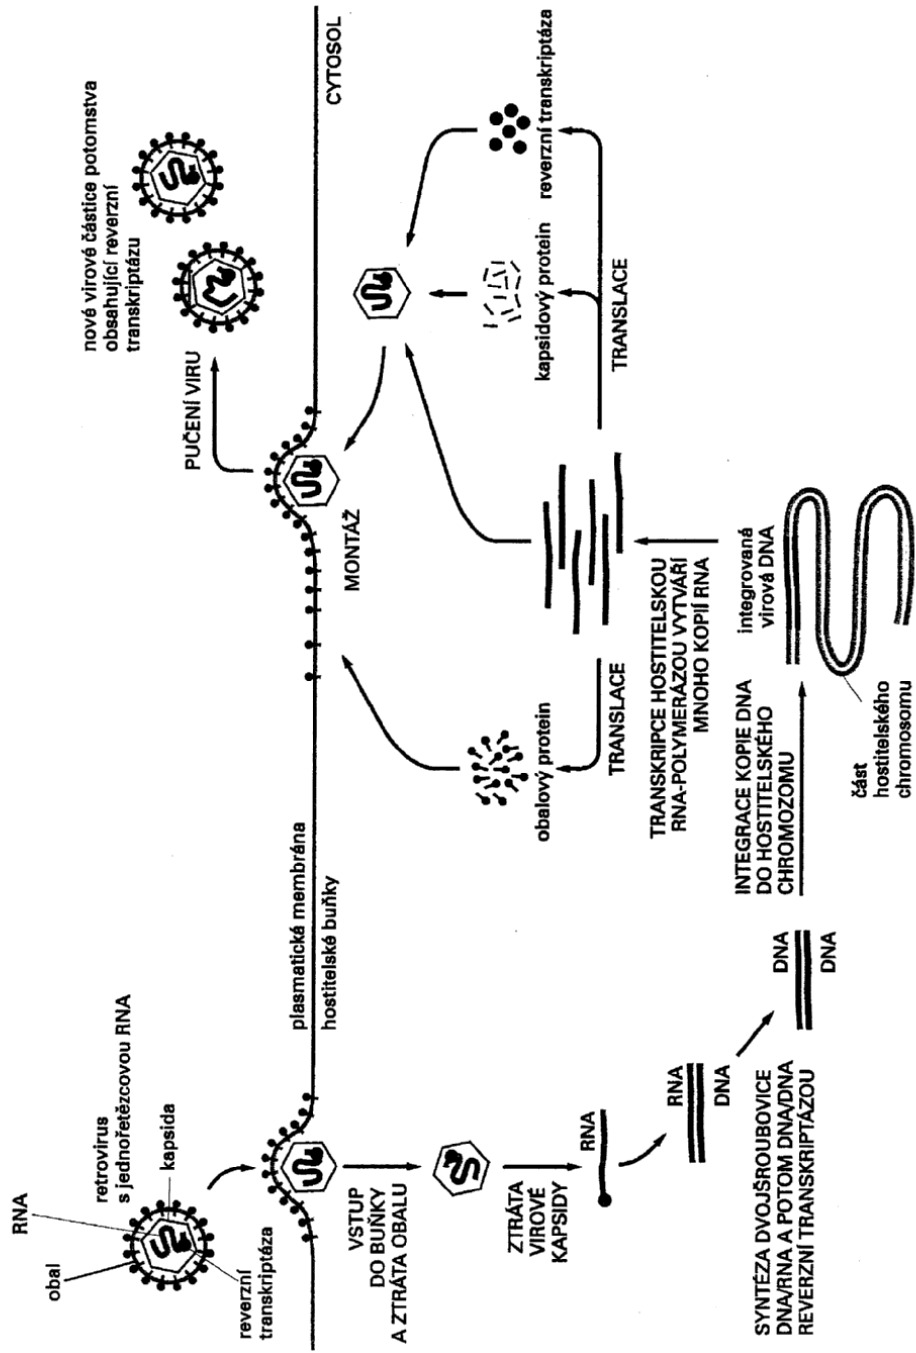 RNA
obal
retrovirus
s jednořetězcovou RNA
kapsida
reverzní
transkriptáza
plasmatická membrána
hostitelské buňky
CYTOSOL
VSTUP
DO BUŇKY
A ZTRÁTA OBALU
ZTRÁTA
VIROVÉ
KAPSIDY
RNA
RNA
DNA
SYNTÉZA DVOJŠROUBOVICE
DNA/RNA A POTOM DNA/DNA
REVERZNÍ TRANSKRIPTÁZOU
DNA
DNA
INTEGRACE KOPIE DNA
DO HOSTITELSKÉHO
CHROMOZOMU
integrovaná
virová DNA
část
hostitelského
chromosomu
TRANSKRIPCE HOSTITELSKOU
RNA-POLYMERÁZOU VYTVÁŘÍ
MNOHO KOPIÍ RNA
TRANSLACE
obalový protein
TRANSLACE
kapsidový protein
reverzní transkriptáza
MONTÁŽ
PUČENÍ VIRU
nové virové částice potomstva
obsahující reverzní
transkriptázu